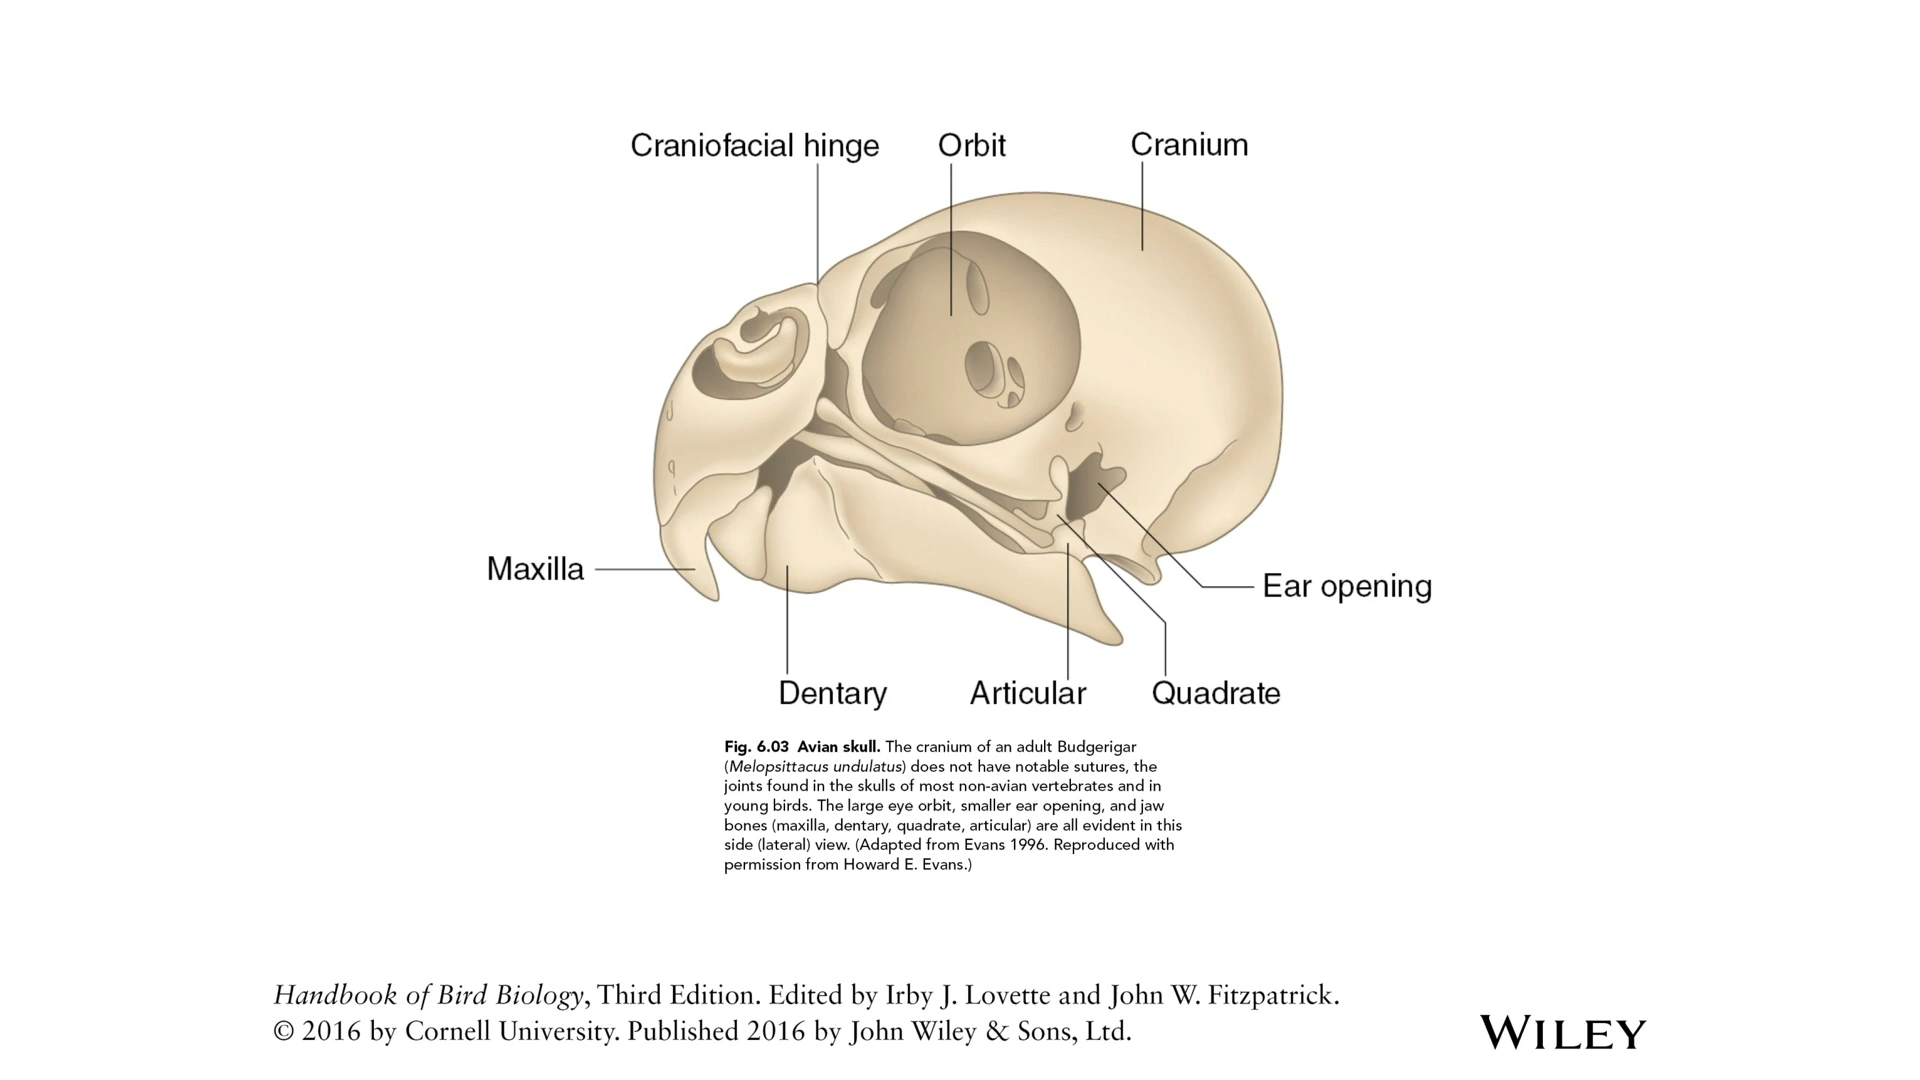 Craniofacial hinge
Orbit
Cranium
Maxilla
Ear opening
Dentary
Articular
Quadrate
Fig. 6.03 Avian skull. The cranium of an adult Budgerigar
(Melopsittacus undulatus) does not have notable sutures, the
joints found in the skulls of most non-avian vertebrates and in
young birds. The large eye orbit, smaller ear opening, and jaw
bones (maxilla, dentary, quadrate, articular) are all evident in this
side (lateral) view. (Adapted from Evans 1996. Reproduced with
permission from Howard E. Evans.)
Handbook of Bird Biology, Third Edition. Edited by Irby J. Lovette and John W. Fitzpatrick.
© 2016 by Cornell University. Published 2016 by John Wiley & Sons, Ltd.
WILEY